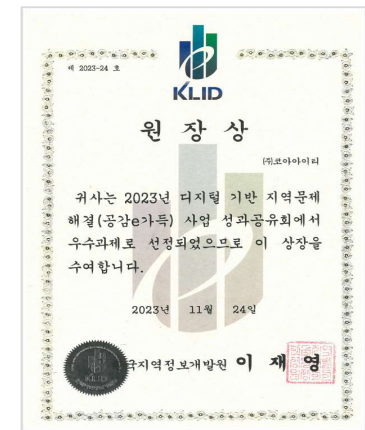 제 2023-24 호
KLID
원 장 상
(주)코아아이티
귀사는 2023년 디지털 기반 지역문제
해결(공감e가득) 사업 성과공유회에서
우수과제로 선정되었으므로 이 상장을
수여합니다.
2023년 11월 24일
KLID
국지역정보개발원 이 재 영